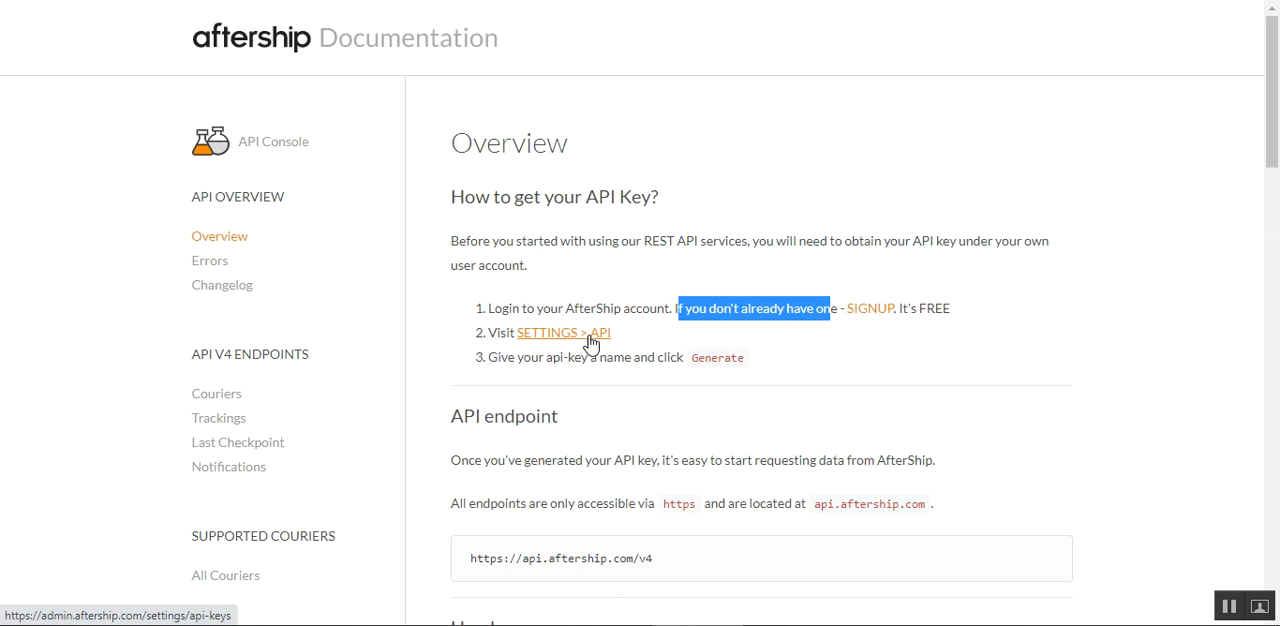 aftership Documentation
API Console
API OVERVIEW
Overview
Errors
Changelog
API V4 ENDPOINTS
Couriers
Trackings
Last Checkpoint
Notifications
SUPPORTED COURIERS
All Couriers
Overview
How to get your API Key?
Before you started with using our REST API services, you will need to obtain your API key under your own
user account.
1. Login to your AfterShip account. If you don't already have one - SIGNUP. It's FREE
2. Visit SETTINGS > API
3. Give your api-key a name and click Generate
API endpoint
Once you've generated your API key, it's easy to start requesting data from AfterShip.
All endpoints are only accessible via https and are located at api.aftership.com .
https://api.aftership.com/v4
https://admin.aftership.com/settings/api-keys